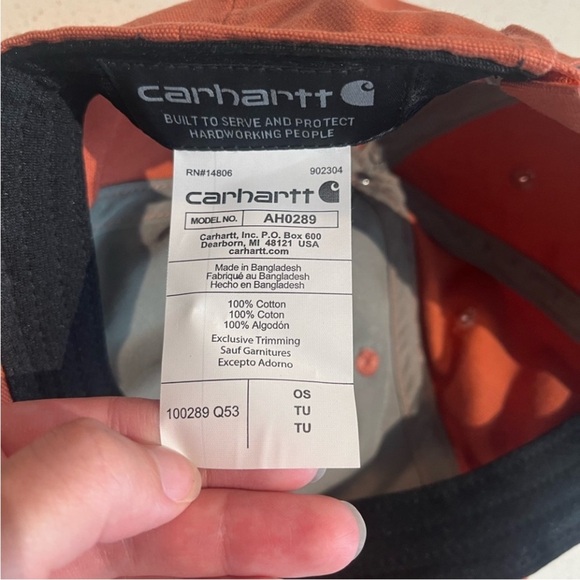 carhartt
BUILT TO SERVE AND PROTECT
HARDWORKING PEOPLE
RN#14806 902304
carhartt
MODEL NO. AH0289
Carhartt, Inc. P.O. Box 600
Dearborn, MI 48121 USA
carhartt.com
Made in Bangladesh
Fabriqué au Bangladesh
Hecho en Bangladesh
100% Cotton
100% Coton
100% Algodón
Exclusive Trimming
Sauf Garnitures
Excepto Adorno
100289 Q53
OS
TU
TU